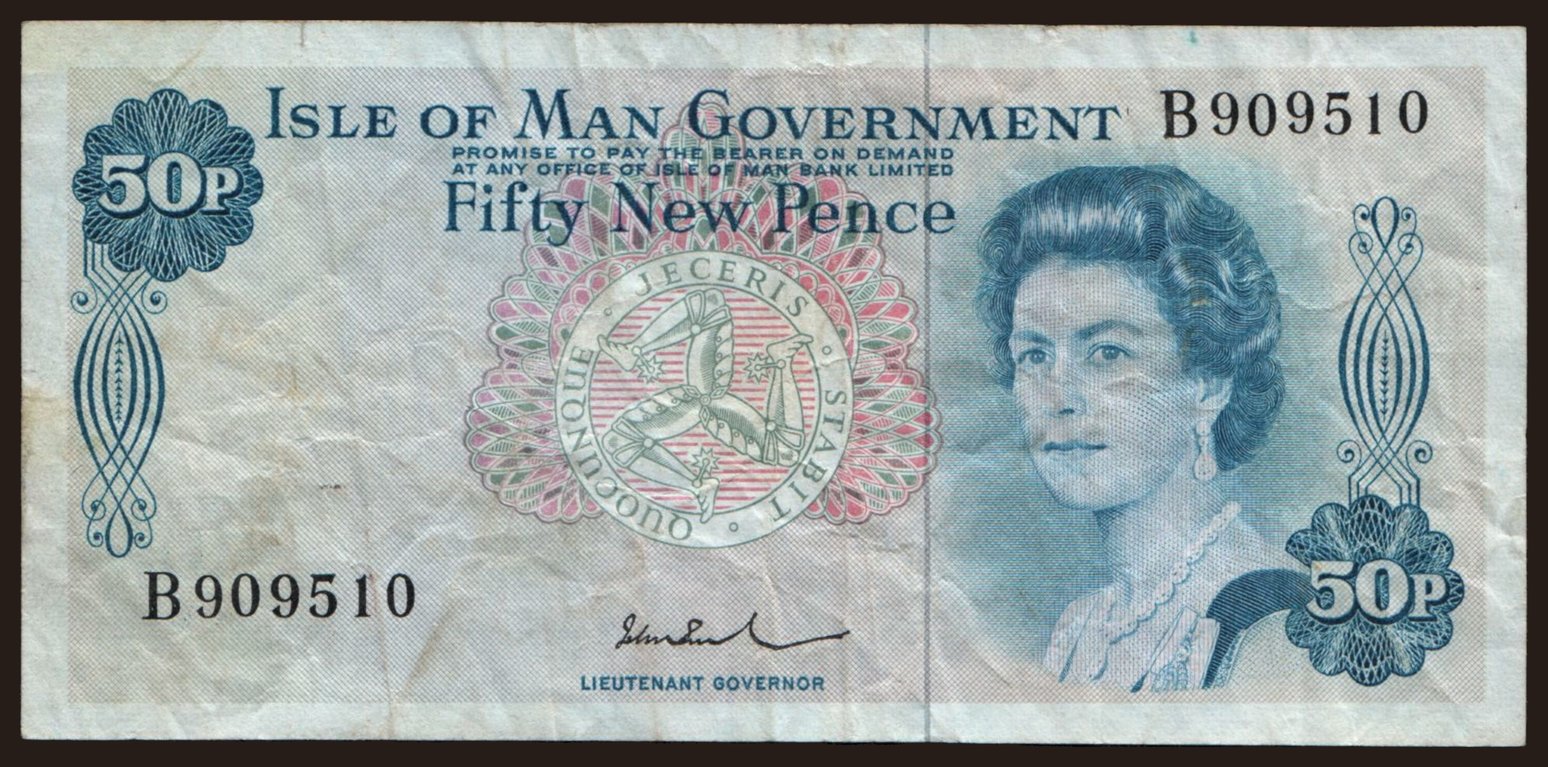 ISLE OF MAN GOVERNMENT
B909510
PROMISE TO PAY THE BEARER ON DEMAND
AT ANY OFFICE OF ISLE OF MAN BANK LIMITED
Fifty New Pence
50P
QUOCUNQUE · JECERIS · STABIT ·
B909510
50P
LIEUTENANT GOVERNOR